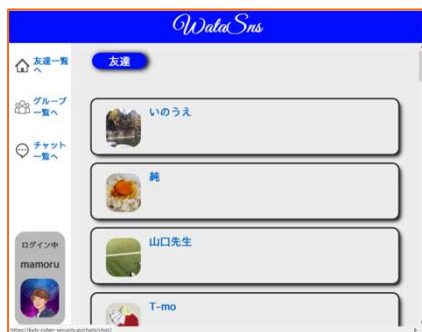 WataSns
友達一覧
へ
友達
グループ
一覧へ
チャット
一覧へ
いのうえ
純
山口先生
T-mo
ログイン中
mamoru